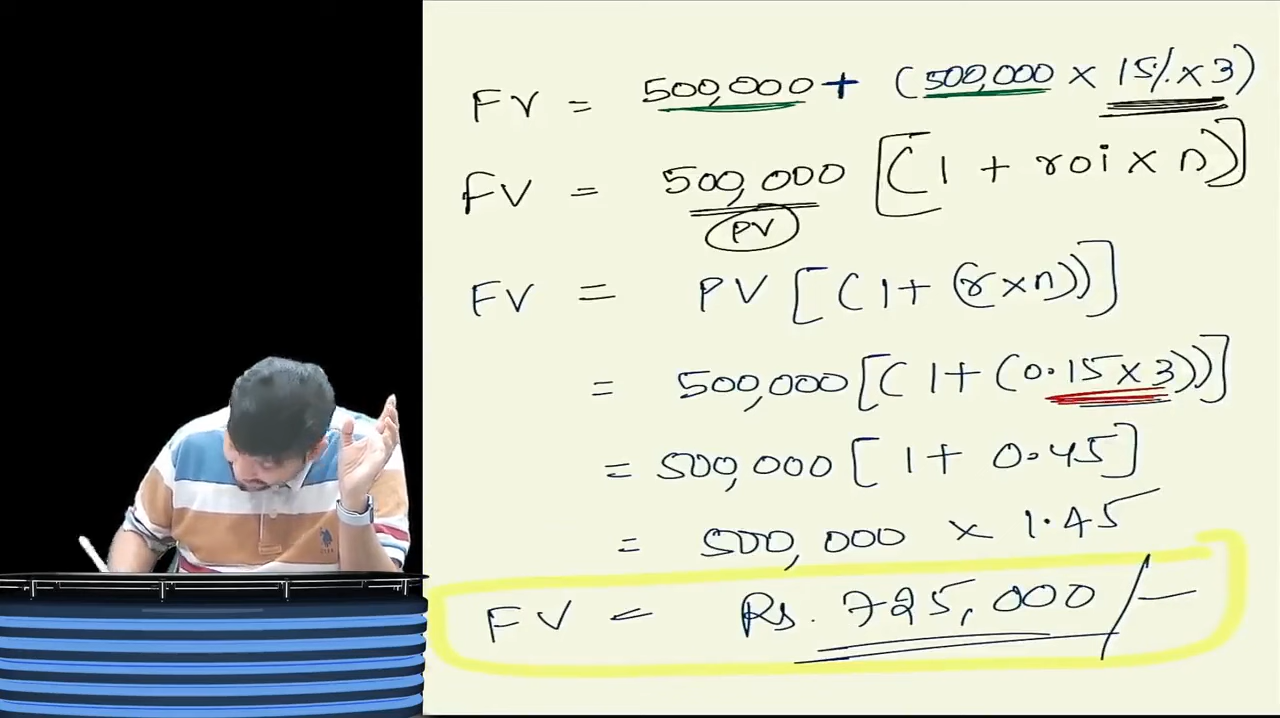 FV = 500,000 + (500,000 × 15% × 3)
FV = 500,000 [(1 + roi × n)]
PV
FV = PV [(1 + (r × n))]
= 500,000 [(1 + (0.15 × 3))]
= 500,000 [1 + 0.45]
= 500,000 × 1.45
FV = Rs. 725,000/-